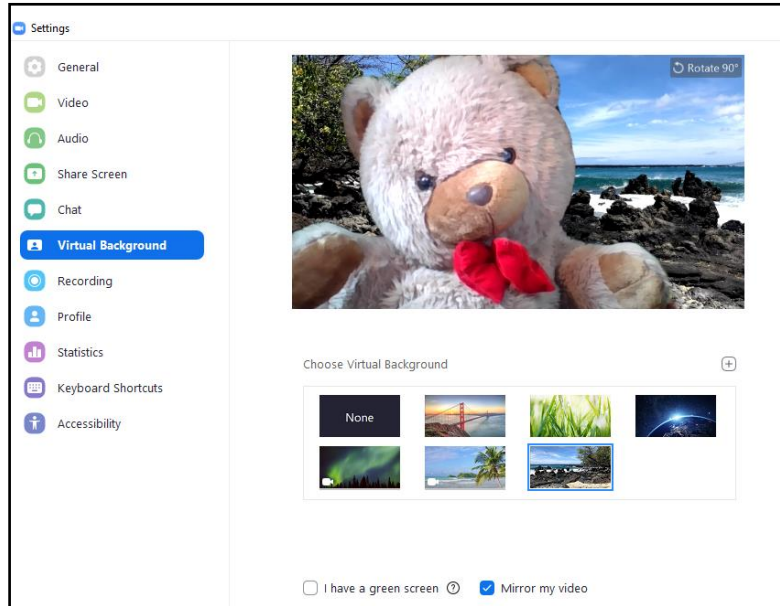 Settings
General
Video
Audio
Share Screen
Chat
Virtual Background
Recording
Profile
Statistics
Keyboard Shortcuts
Accessibility
Rotate 90°
Choose Virtual Background
None
I have a green screen
Mirror my video